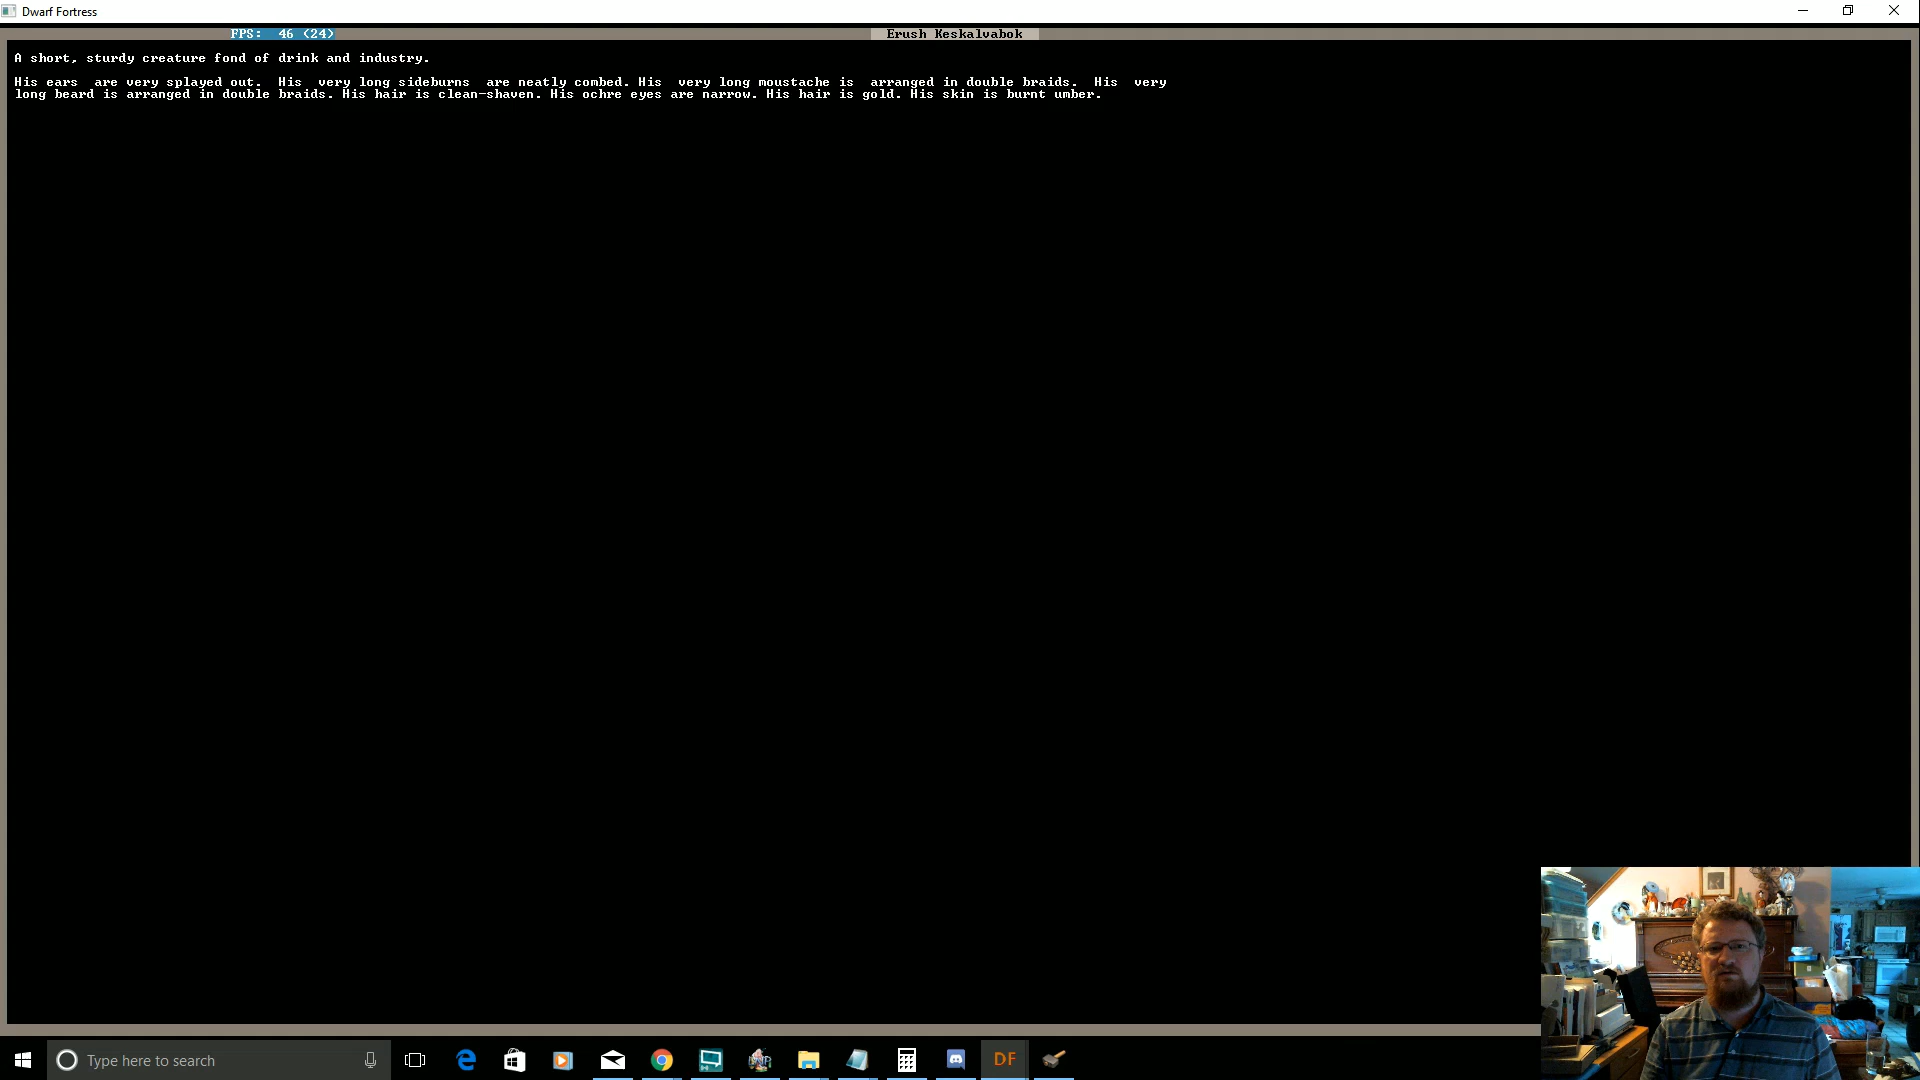 Dwarf Fortress
FPS: 46 (24)
Erush Keskalvabok
A short, sturdy creature fond of drink and industry.
His ears are very splayed out. His very long sideburns are neatly combed. His very long moustache is arranged in double braids. His very
long beard is arranged in double braids. His hair is clean-shaven. His ochre eyes are narrow. His hair is gold. His skin is burnt umber.
Type here to search
DF